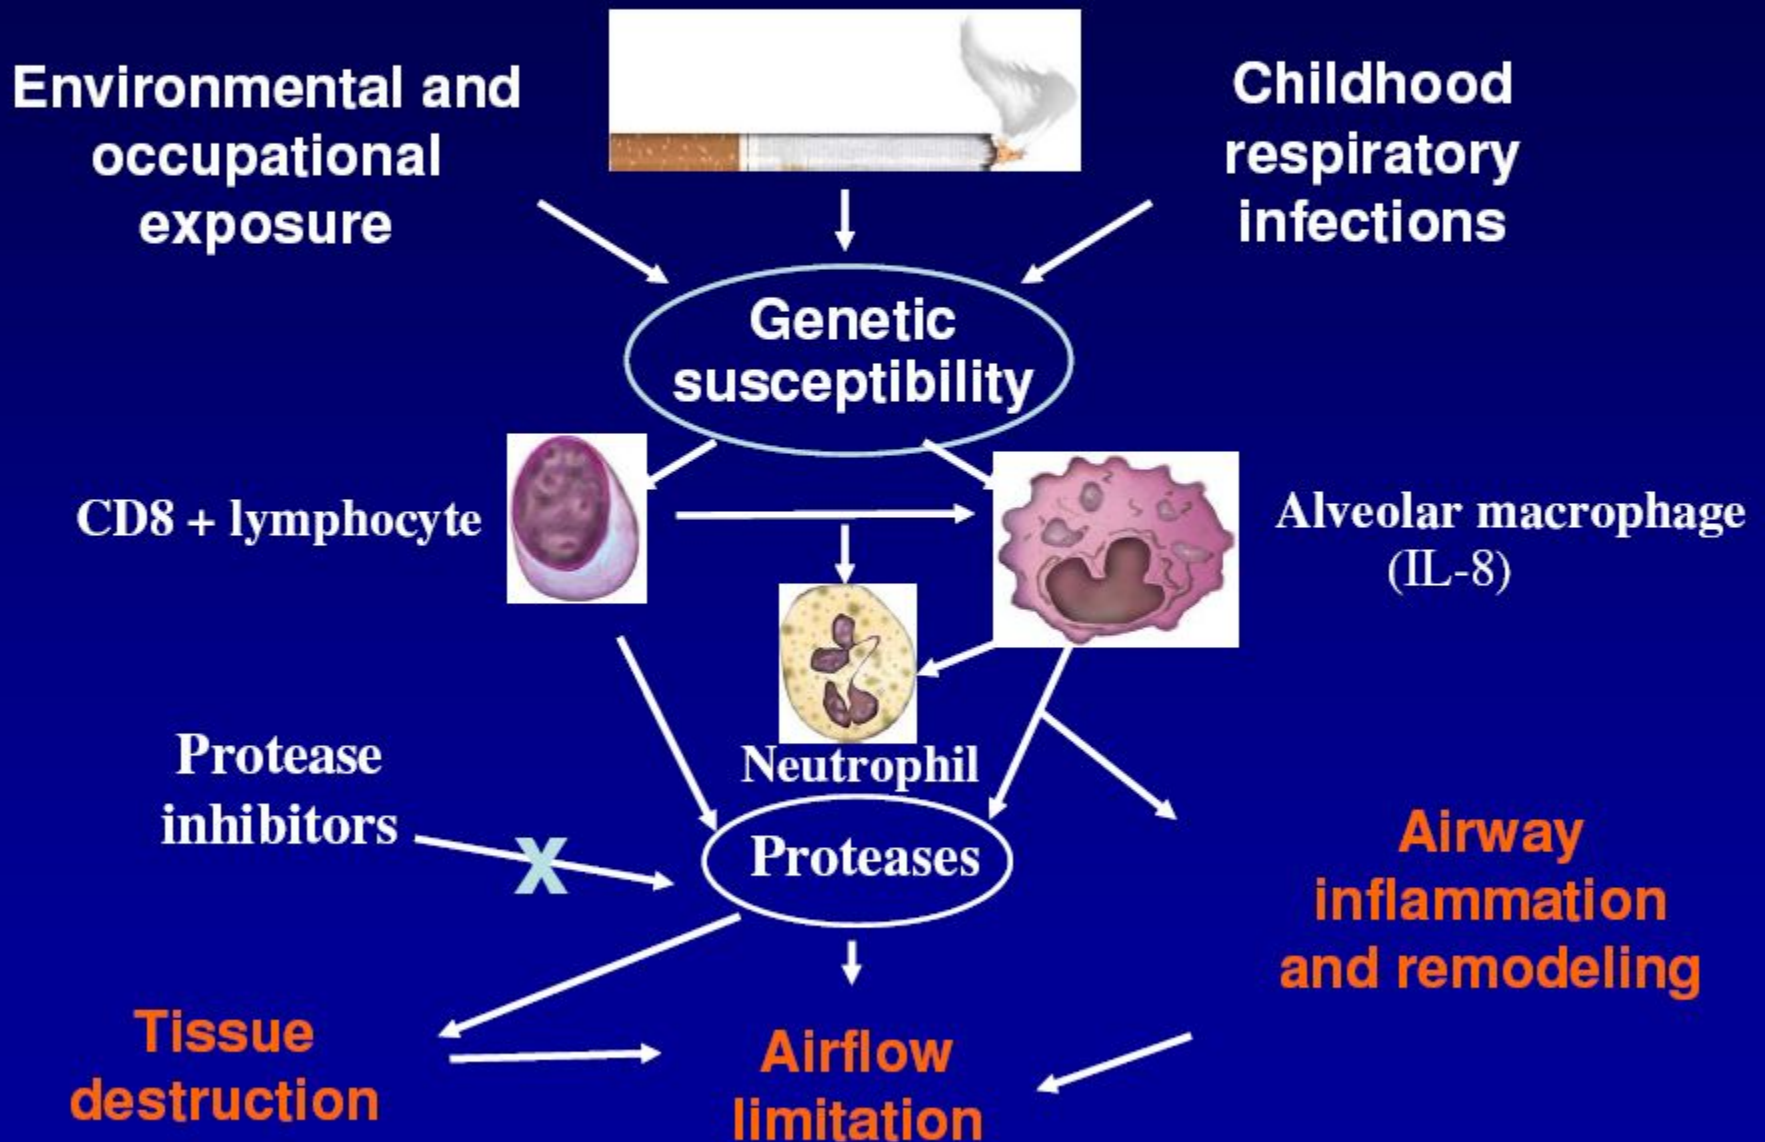 Environmental and
occupational
exposure
Childhood
respiratory
infections
Genetic
susceptibility
CD8 + lymphocyte
Alveolar macrophage
(IL-8)
Neutrophil
Protease
inhibitors
X
Proteases
Airway
inflammation
and remodeling
Tissue
destruction
Airflow
limitation